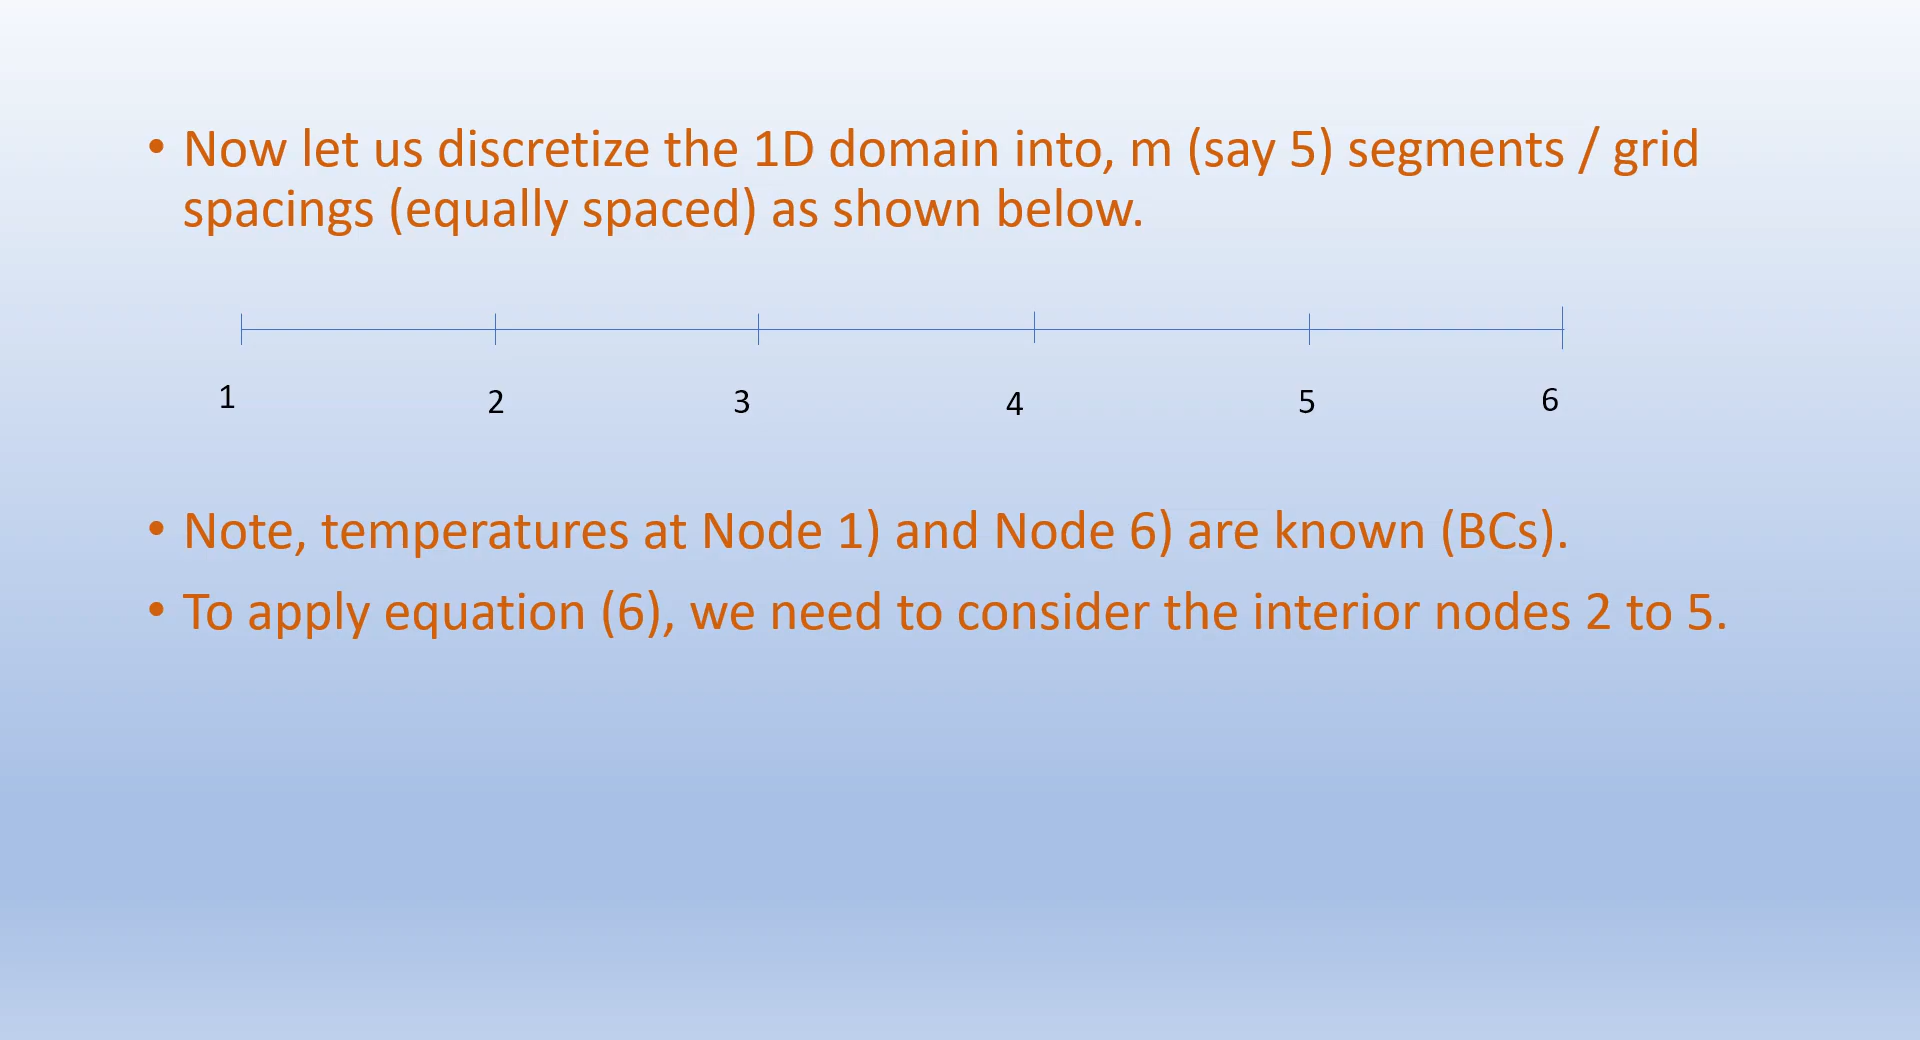 • Now let us discretize the 1D domain into, m (say 5) segments / grid
spacings (equally spaced) as shown below.
1 2 3 4 5 6
• Note, temperatures at Node 1) and Node 6) are known (BCs).
• To apply equation (6), we need to consider the interior nodes 2 to 5.